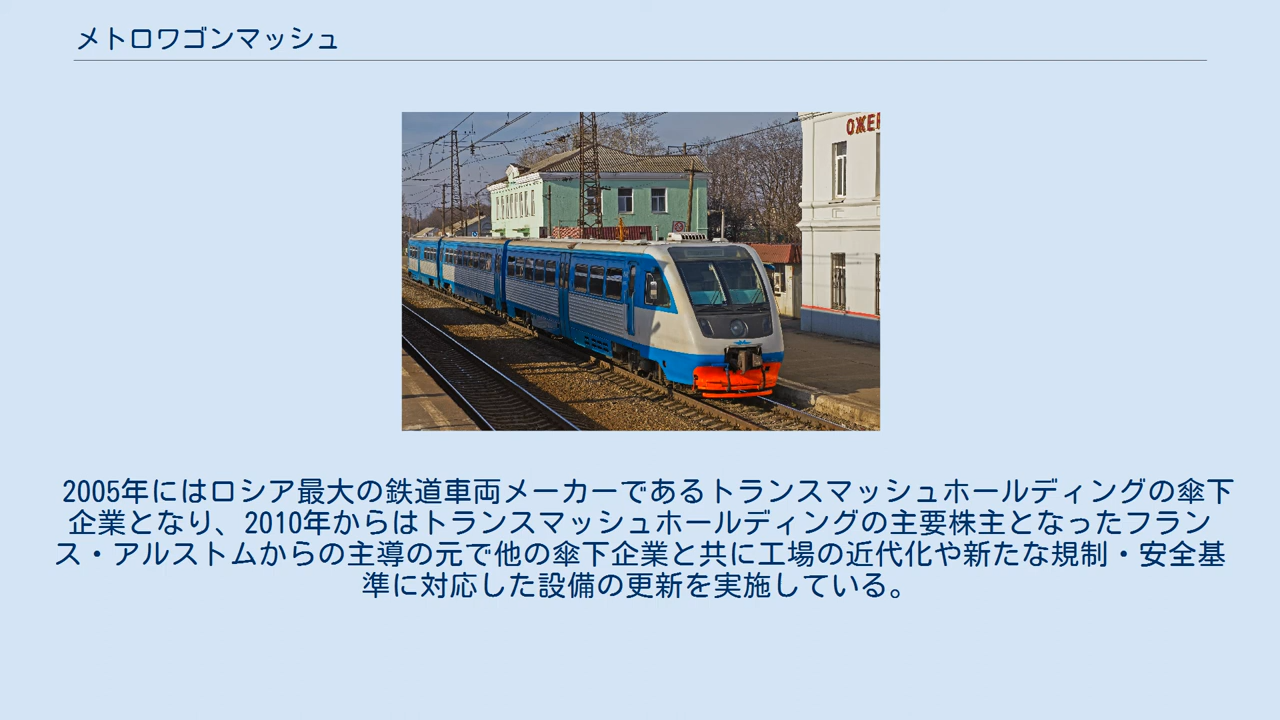 メトロワゴンマッシュ
ОЖЕ
2005年にはロシア最大の鉄道車両メーカーであるトランスマッシュホールディングの傘下
企業となり、2010年からはトランスマッシュホールディングの主要株主となったフラン
ス・アルストムからの主導の元で他の傘下企業と共に工場の近代化や新たな規制・安全基
準に対応した設備の更新を実施している。